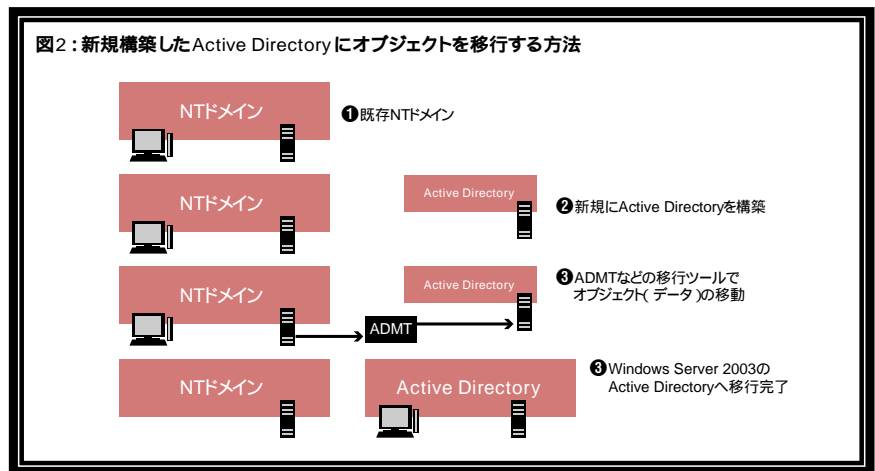 図2:新規構築したActive Directoryにオブジェクトを移行する方法
NTドメイン
❶既存NTドメイン
NTドメイン
Active Directory
❷新規にActive Directoryを構築
NTドメイン
Active Directory
❸ADMTなどの移行ツールで
オブジェクト(データ)の移動
ADMT
NTドメイン
Active Directory
❸Windows Server 2003の
Active Directoryへ移行完了